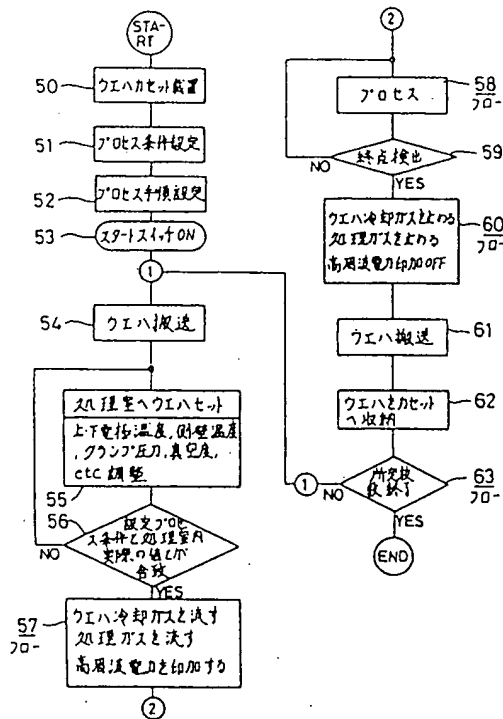 STA-
RT
50
ウエハカセット載置
51
プロセス条件設定
52
プロセス手順設定
53
スタートスイッチON
1
54
ウエハ搬送
処理室へウエハセット
上下電極温度,側壁温度
,クランプ圧力,真空度,
etc 調整
55
56
設定プロセ
ス条件と処理室内
実際の値とが
合致
NO
YES
57
フロー
ウエハ冷却ガスを流す
処理ガスを流す
高周波電力を印加する
2
2
58
フロー
プロセス
59
終点検出
NO
YES
60
フロー
ウエハ冷却ガスを止める
処理ガスを止める
高周波電力印加OFF
61
ウエハ搬送
62
ウエハをカセット
へ収納
63
フロー
所定枚
数終了
1
NO
YES
END